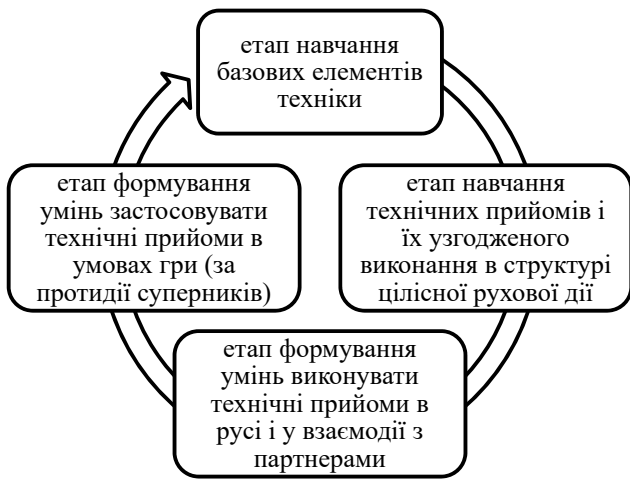 етап навчання
базових елементів
техніки
етап навчання
технічних прийомів і
їх узгодженого
виконання в структурі
цілісної рухової дії
етап формування
умінь виконувати
технічні прийоми в
русі і у взаємодії з
партнерами
етап формування
умінь застосовувати
технічні прийоми в
умовах гри (за
протидії суперників)